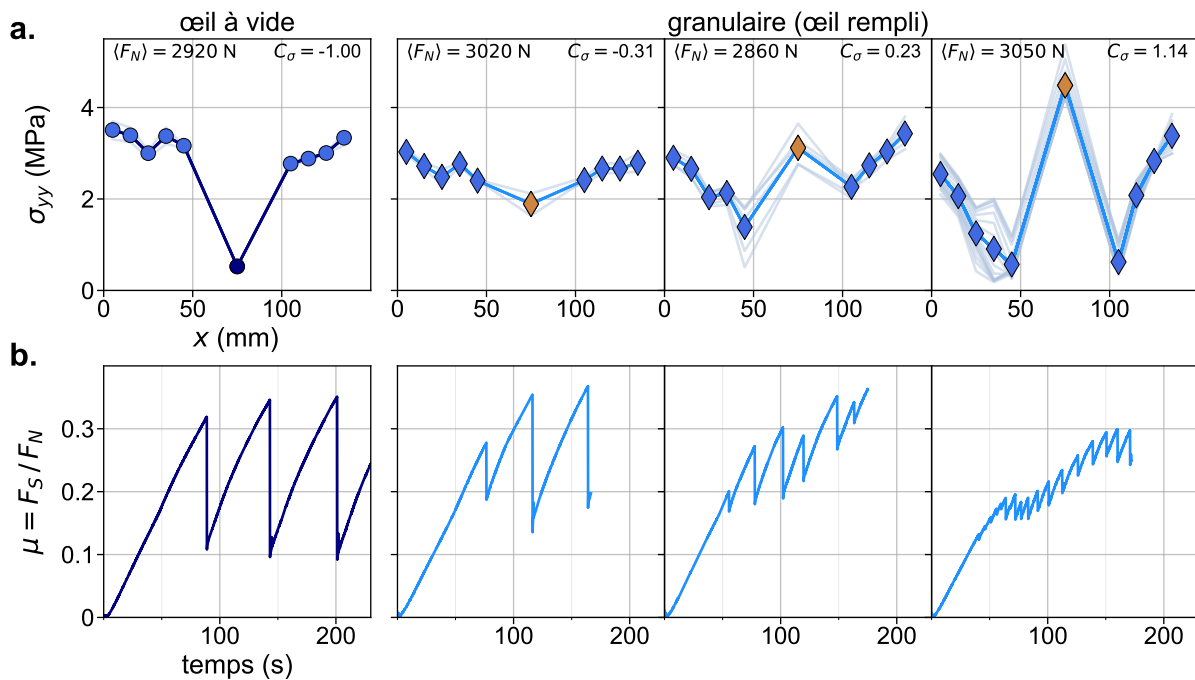 a.
œil à vide
granulaire (œil rempli)
⟨F_N⟩ = 2920 N C_σ = -1.00
⟨F_N⟩ = 3020 N C_σ = -0.31
⟨F_N⟩ = 2860 N C_σ = 0.23
⟨F_N⟩ = 3050 N C_σ = 1.14
σ_yy (MPa)
4
2
0
0 50 100
0 50 100
0 50 100
0 50 100
x (mm)
b.
μ = F_S / F_N
0.3
0.2
0.1
0
100 200
100 200
100 200
100 200
temps (s)